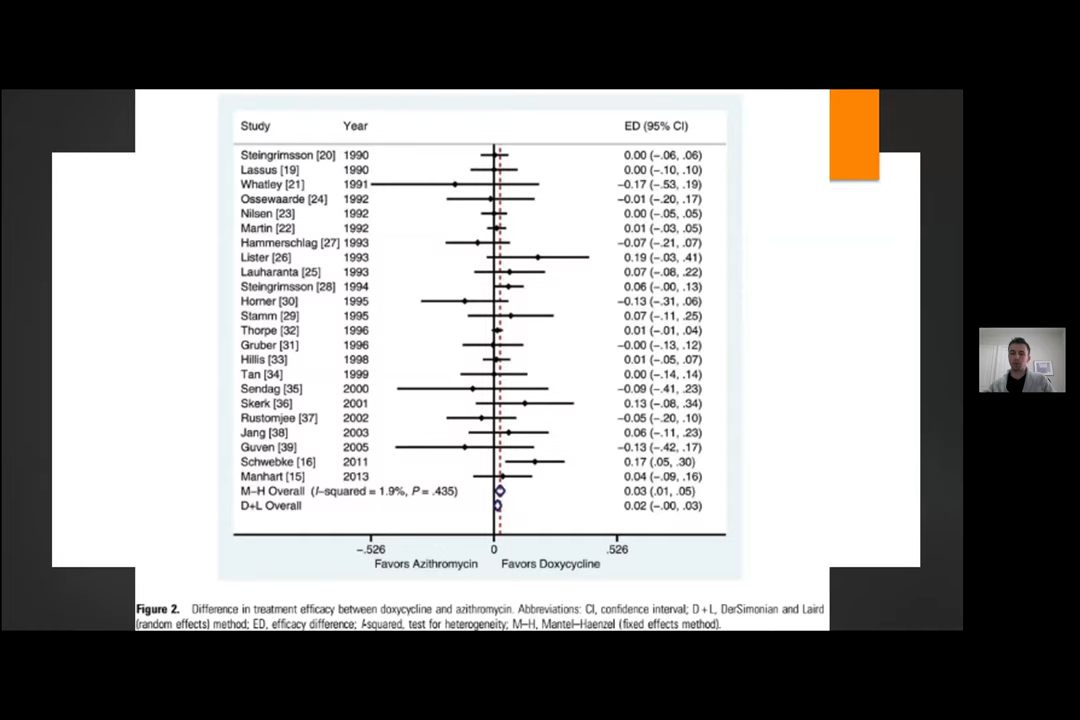 Study Year ED (95% CI)
Steingrimsson [20] 1990 0.00 (−.06, .06)
Lassus [19] 1990 0.00 (−.10, .10)
Whatley [21] 1991 −0.17 (−.53, .19)
Ossewaarde [24] 1992 −0.01 (−.20, .17)
Nilsen [23] 1992 0.00 (−.05, .05)
Martin [22] 1992 0.01 (−.03, .05)
Hammerschlag [27] 1993 −0.07 (−.21, .07)
Lister [26] 1993 0.19 (−.03, .41)
Lauharanta [25] 1993 0.07 (−.08, .22)
Steingrimsson [28] 1994 0.06 (−.00, .13)
Horner [30] 1995 −0.13 (−.31, .06)
Stamm [29] 1995 0.07 (−.11, .25)
Thorpe [32] 1996 0.01 (−.01, .04)
Gruber [31] 1996 −0.00 (−.13, .12)
Hillis [33] 1998 0.01 (−.05, .07)
Tan [34] 1999 0.00 (−.14, .14)
Sendag [35] 2000 −0.09 (−.41, .23)
Skerk [36] 2001 0.13 (−.08, .34)
Rustomjee [37] 2002 −0.05 (−.20, .10)
Jang [38] 2003 0.06 (−.11, .23)
Guven [39] 2005 −0.13 (−.42, .17)
Schwebke [16] 2011 0.17 (.05, .30)
Manhart [15] 2013 0.04 (−.09, .16)
M–H Overall (I–squared = 1.9%, P = .435) 0.03 (.01, .05)
D+L Overall 0.02 (−.00, .03)
−.526 0 .526
Favors Azithromycin Favors Doxycycline
Figure 2. Difference in treatment efficacy between doxycycline and azithromycin. Abbreviations: CI, confidence interval; D + L, DerSimonian and Laird
(random effects) method; ED, efficacy difference; I-squared, test for heterogeneity; M–H, Mantel–Haenzel (fixed effects method).